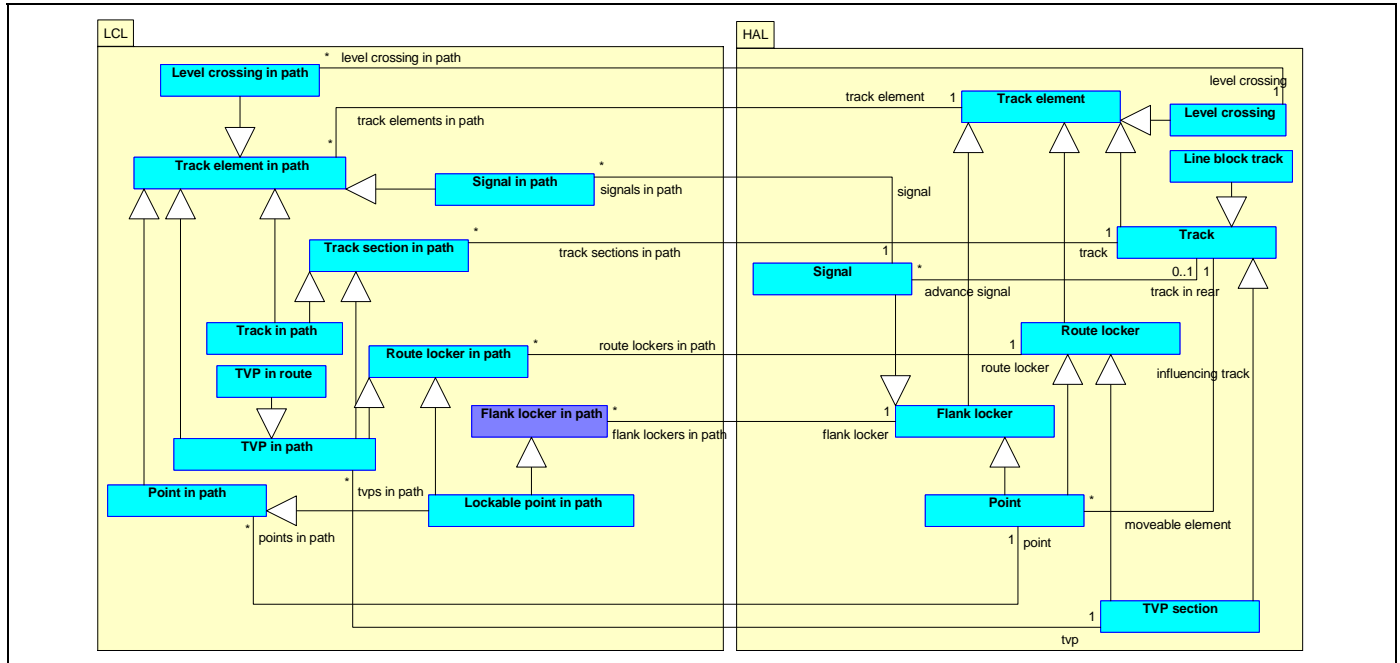 LCL
HAL
* level crossing in path
Level crossing in path
level crossing
1
track element 1
Track element
Level crossing
track elements in path
*
Track element in path
*
Line block track
Signal in path
signals in path
signal
*
1
Track
Track section in path
track sections in path
1
track
Signal
*
advance signal
0..1
1
track in rear
Track in path
Route locker
Route locker in path
*
route lockers in path
1
route locker
TVP in route
influencing track
Flank locker in path
*
flank lockers in path
1
flank locker
Flank locker
TVP in path
*
tvps in path
Point in path
Lockable point in path
Point
*
moveable element
*
points in path
1
point
TVP section
1
tvp